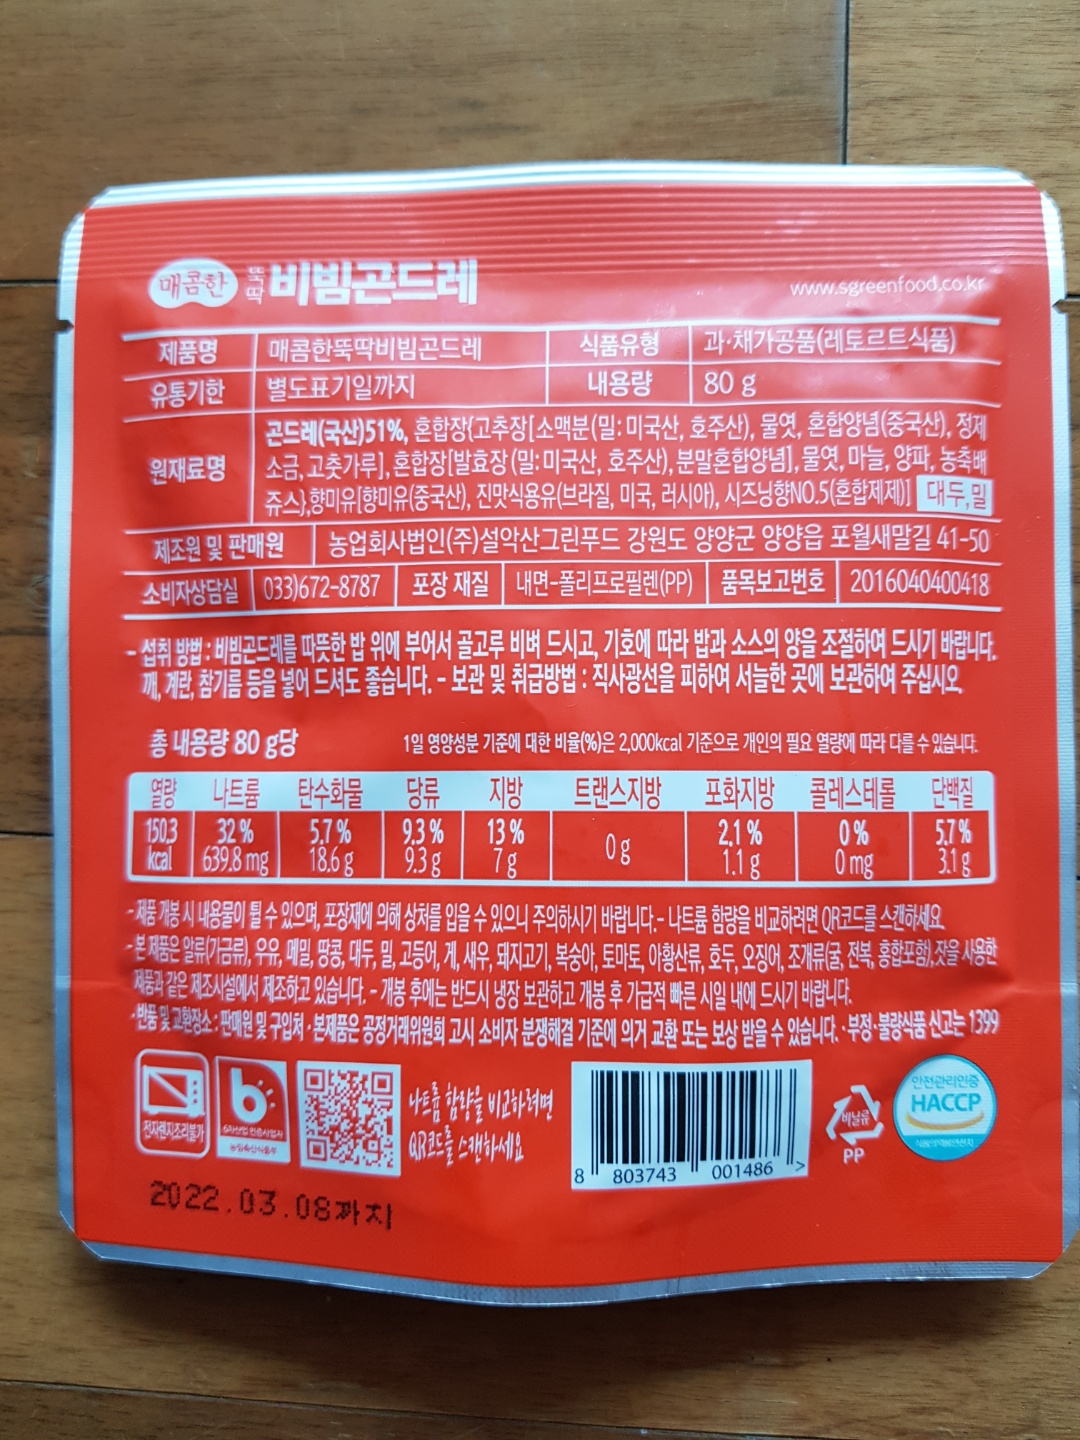 매콤한 뚝딱 비빔곤드레
www.sgreenfood.co.kr
제품명 매콤한뚝딱비빔곤드레 식품유형 과·채가공품(레토르트식품)
유통기한 별도표기일까지 내용량 80 g
원재료명 곤드레(국산)51%, 혼합장{고추장[소맥분(밀: 미국산, 호주산), 물엿, 혼합양념(중국산), 정제
소금, 고춧가루], 혼합장[발효장(밀: 미국산, 호주산), 분말혼합양념], 물엿, 마늘, 양파, 농축배
쥬스},향미유[향미유(중국산), 진맛식용유(브라질, 미국, 러시아), 시즈닝향NO.5(혼합제제)] 대두,밀
제조원 및 판매원 농업회사법인(주)설악산그린푸드 강원도 양양군 양양읍 포월새말길 41-50
소비자상담실 033)672-8787 포장 재질 내면-폴리프로필렌(PP) 품목보고번호 2016040400418
- 섭취 방법 : 비빔곤드레를 따뜻한 밥 위에 부어서 골고루 비벼 드시고, 기호에 따라 밥과 소스의 양을 조절하여 드시기 바랍니다.
깨, 계란, 참기름 등을 넣어 드셔도 좋습니다. - 보관 및 취급방법 : 직사광선을 피하여 서늘한 곳에 보관하여 주십시오.
총 내용량 80 g당 1일 영양성분 기준에 대한 비율(%)은 2,000kcal 기준으로 개인의 필요 열량에 따라 다를 수 있습니다.
열량 나트륨 탄수화물 당류 지방 트랜스지방 포화지방 콜레스테롤 단백질
150.3 32 % 5.7 % 9.3 % 13 % 0 g 2.1 % 0 % 5.7 %
kcal 639.8 mg 18.6 g 9.3 g 7 g 1.1 g 0 mg 3.1 g
- 제품 개봉 시 내용물이 튈 수 있으며, 포장재에 의해 상처를 입을 수 있으니 주의하시기 바랍니다. - 나트륨 함량을 비교하려면 QR코드를 스캔하세요.
- 본 제품은 알류(가금류), 우유, 메밀, 땅콩, 대두, 밀, 고등어, 게, 새우, 돼지고기, 복숭아, 토마토, 아황산류, 호두, 오징어, 조개류(굴, 전복, 홍합포함),잣을 사용한
제품과 같은 제조시설에서 제조하고 있습니다. - 개봉 후에는 반드시 냉장 보관하고 개봉 후 가급적 빠른 시일 내에 드시기 바랍니다.
·반품 및 교환장소 : 판매원 및 구입처 ·본제품은 공정거래위원회 고시 소비자 분쟁해결 기준에 의거 교환 또는 보상 받을 수 있습니다. ·부정·불량식품 신고는 1399
전자렌지조리불가
6차산업 인증사업자
농림축산식품부
나트륨 함량을 비교하려면
QR코드를 스캔하세요
8 803743 001486 >
비닐류
PP
안전관리인증
HACCP
식품의약품안전처
2022.03.08까지